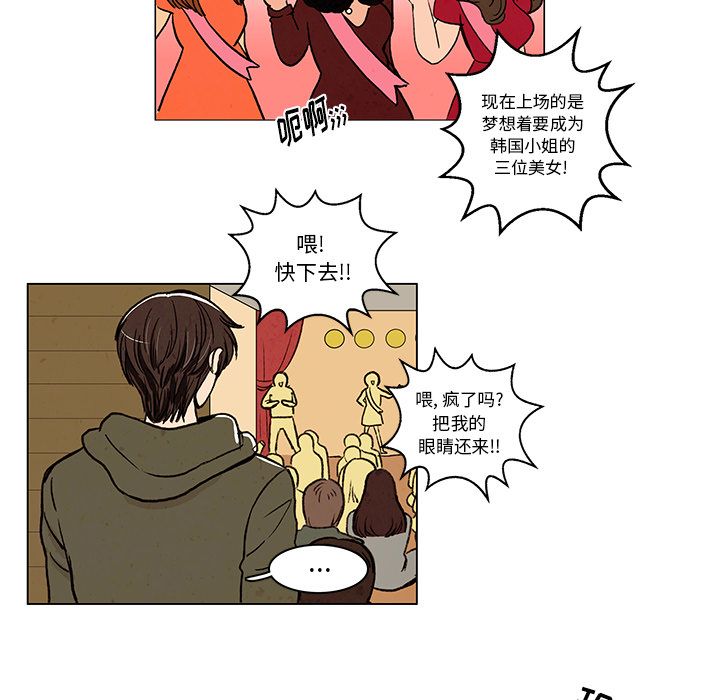 现在上场的是
梦想着要成为
韩国小姐的
三位美女!
呃啊;;;
喂!
快下去!!
喂, 疯了吗?
把我的
眼睛还来!!
...